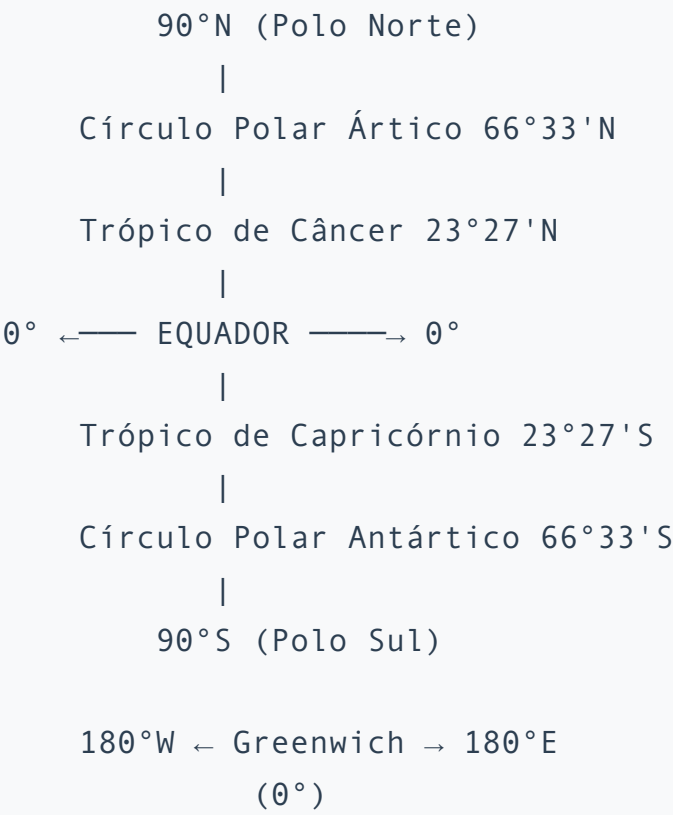 90°N (Polo Norte)
|
Círculo Polar Ártico 66°33'N
|
Trópico de Câncer 23°27'N
|
0° ←─── EQUADOR ────→ 0°
|
Trópico de Capricórnio 23°27'S
|
Círculo Polar Antártico 66°33'S
|
90°S (Polo Sul)
180°W ← Greenwich → 180°E
(0°)